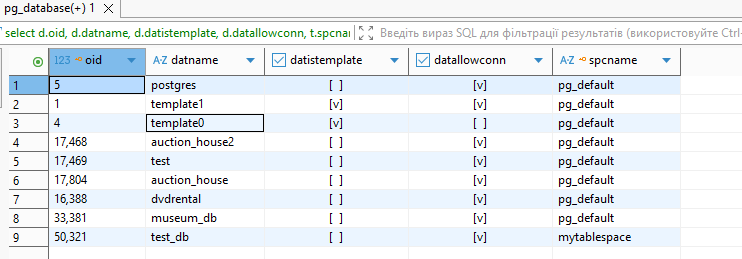 pg_database(+) 1
select d.oid, d.datname, d.datistemplate, d.datallowconn, t.spcnam Введіть вираз SQL для фільтрації результатів (використовуйте Ctrl-
123 oid A-Z datname datistemplate datallowconn A-Z spcname
1 5 postgres [ ] [v] pg_default
2 1 template1 [v] [v] pg_default
3 4 template0 [v] [ ] pg_default
4 17,468 auction_house2 [ ] [v] pg_default
5 17,469 test [ ] [v] pg_default
6 17,804 auction_house [ ] [v] pg_default
7 16,388 dvdrental [ ] [v] pg_default
8 33,381 museum_db [ ] [v] pg_default
9 50,321 test_db [ ] [v] mytablespace